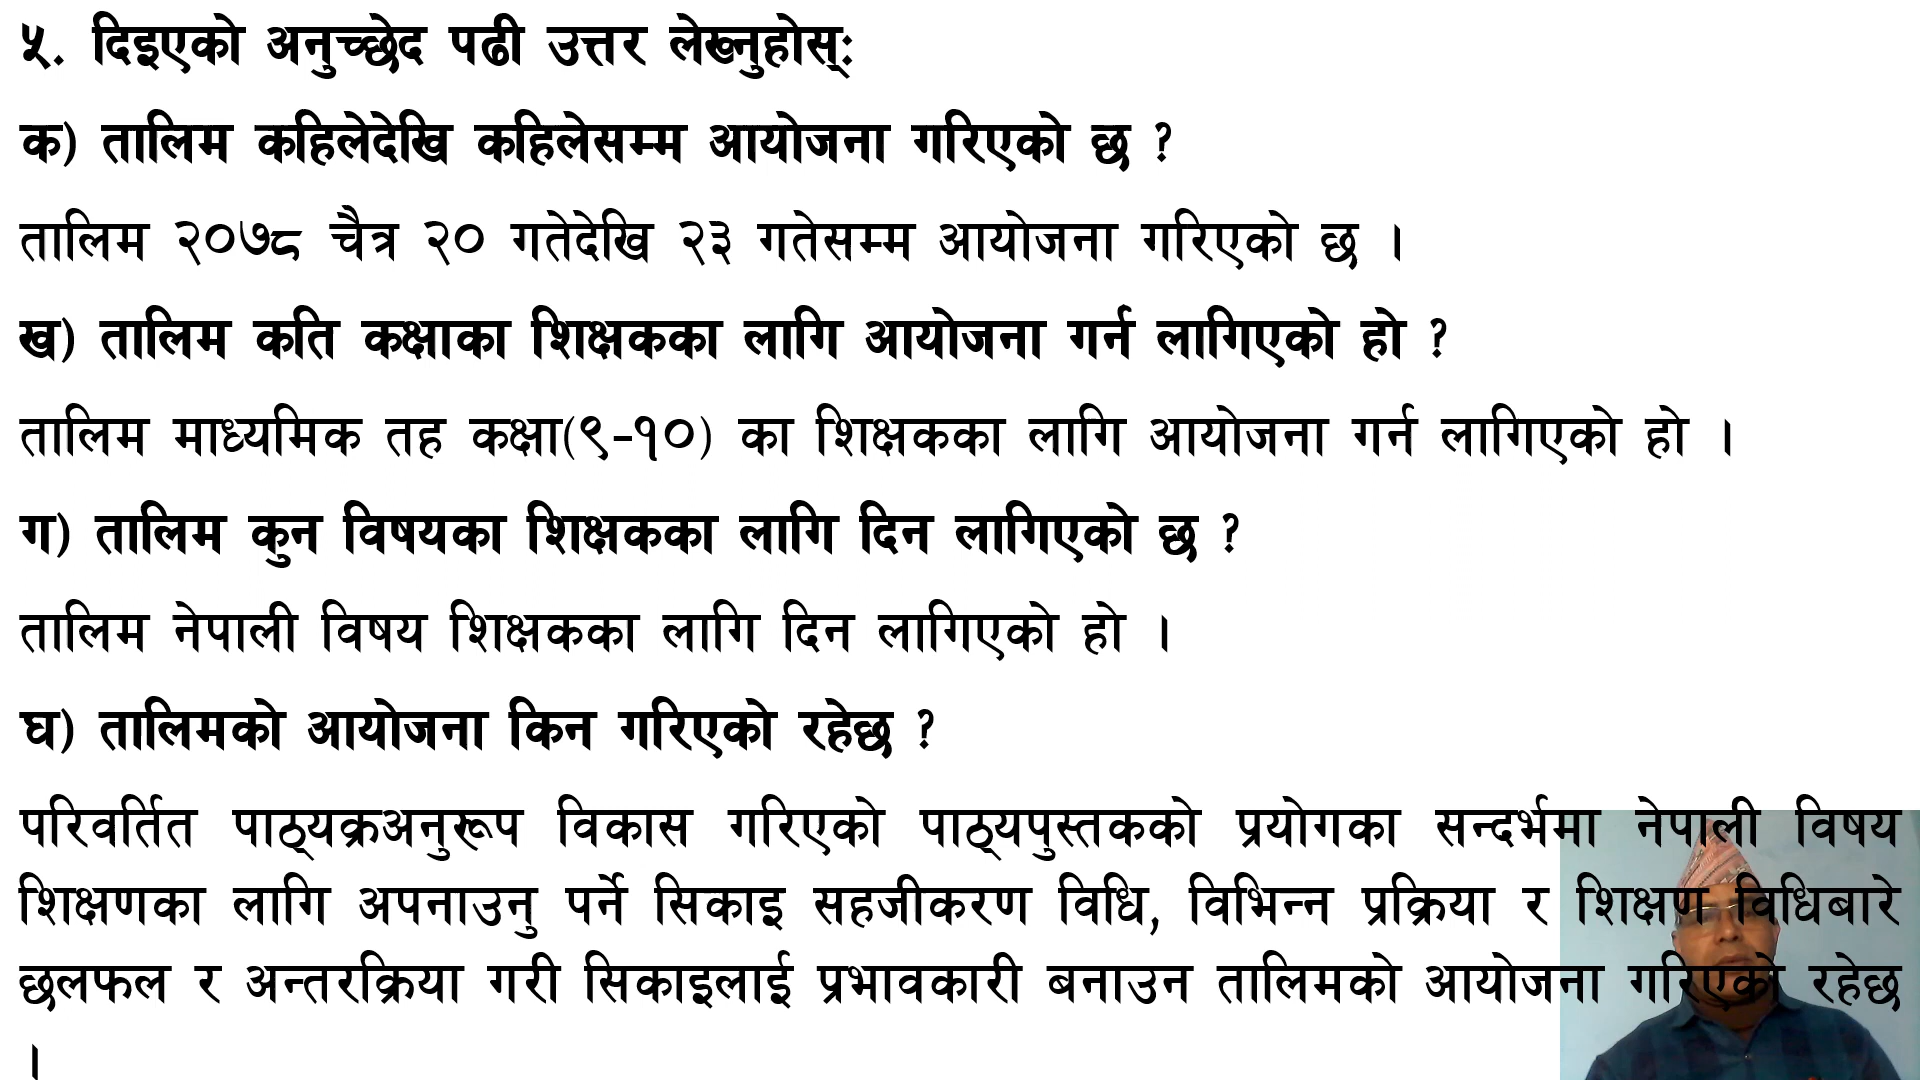 ५. दिइएको अनुच्छेद पढी उत्तर लेख्नुहोस्:
क) तालिम कहिलेदेखि कहिलेसम्म आयोजना गरिएको छ ?
तालिम २०७८ चैत्र २० गतेदेखि २३ गतेसम्म आयोजना गरिएको छ ।
ख) तालिम कति कक्षाका शिक्षकका लागि आयोजना गर्न लागिएको हो ?
तालिम माध्यमिक तह कक्षा(९-१०) का शिक्षकका लागि आयोजना गर्न लागिएको हो ।
ग) तालिम कुन विषयका शिक्षकका लागि दिन लागिएको छ ?
तालिम नेपाली विषय शिक्षकका लागि दिन लागिएको हो ।
घ) तालिमको आयोजना किन गरिएको रहेछ ?
परिवर्तित पाठ्यक्रअनुरूप विकास गरिएको पाठ्यपुस्तकको प्रयोगका सन्दर्भमा नेपाली विषय
शिक्षणका लागि अपनाउनु पर्ने सिकाइ सहजीकरण विधि, विभिन्न प्रक्रिया र शिक्षण विधिबारे
छलफल र अन्तरक्रिया गरी सिकाइलाई प्रभावकारी बनाउन तालिमको आयोजना गरिएको रहेछ
।